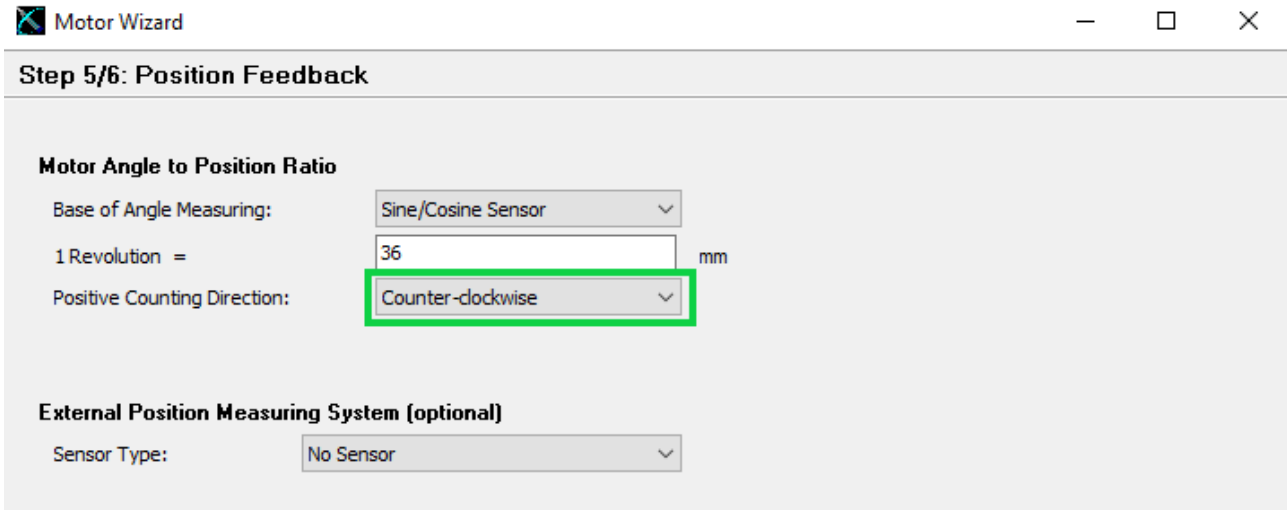 Motor Wizard
Step 5/6: Position Feedback
Motor Angle to Position Ratio
Base of Angle Measuring: Sine/Cosine Sensor
1 Revolution = 36 mm
Positive Counting Direction: Counter-clockwise
External Position Measuring System (optional)
Sensor Type: No Sensor